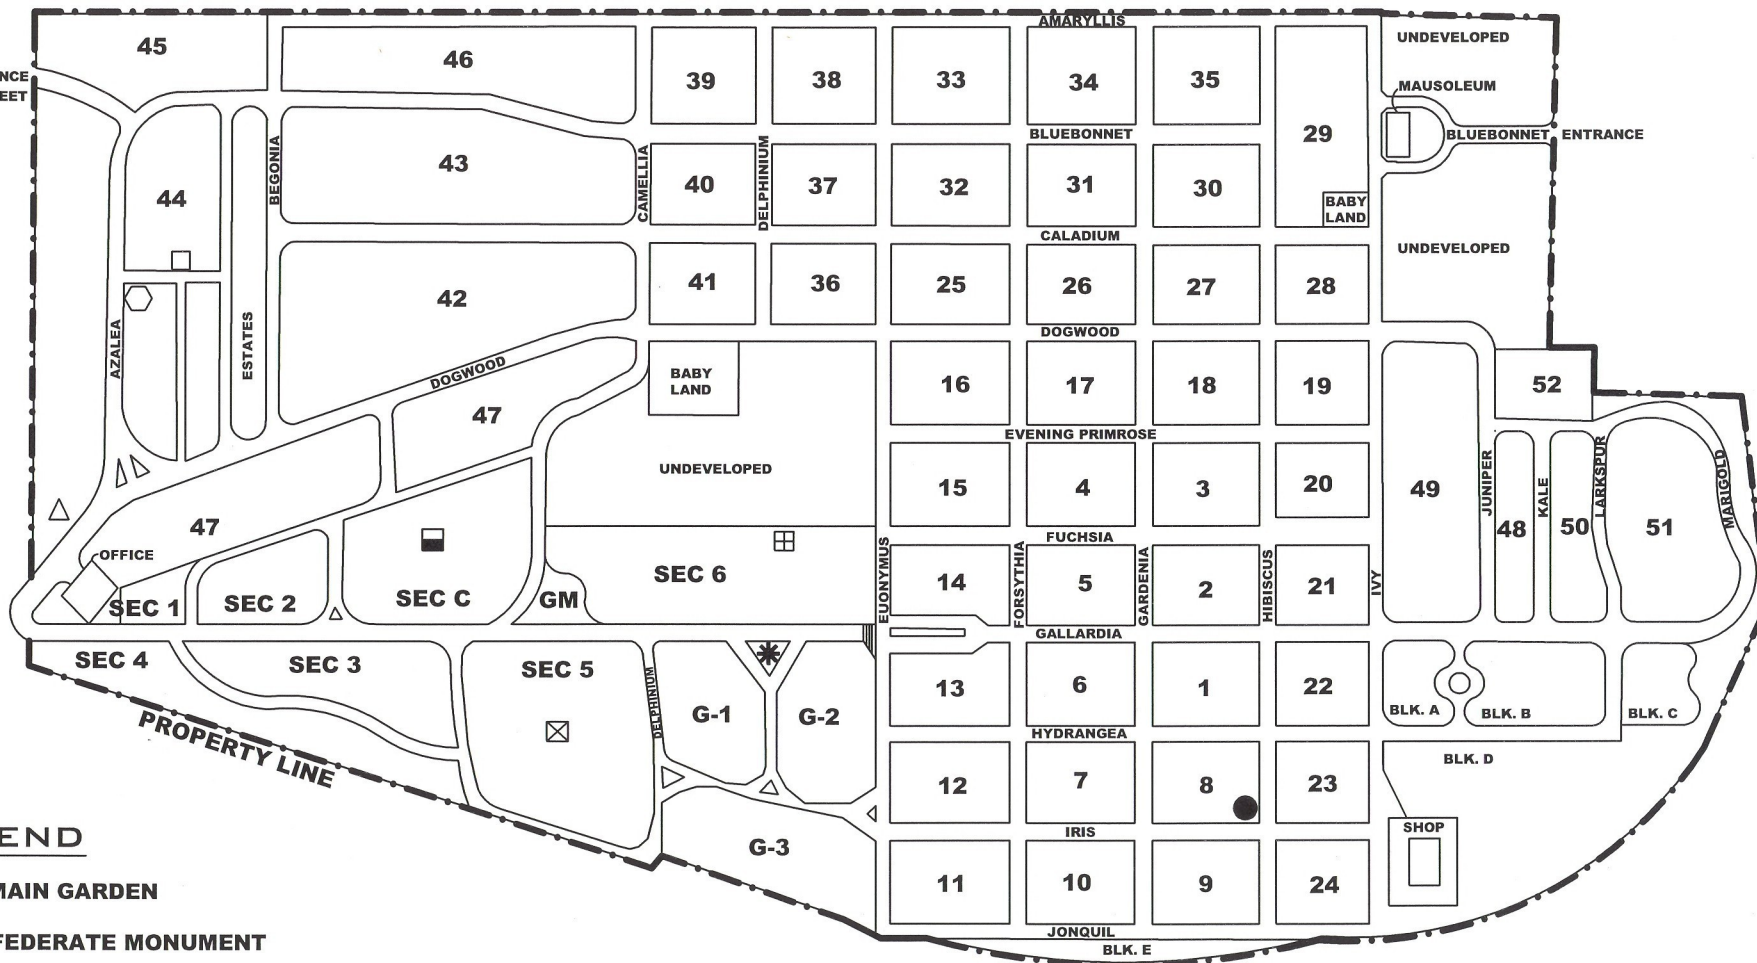 AMARYLLIS
45
46
39
38
33
34
35
UNDEVELOPED
NCE
EET
MAUSOLEUM
BLUEBONNET
29
BLUEBONNET ENTRANCE
43
44
BEGONIA
CAMELLIA
40
DELPHINIUM
37
32
31
30
BABY
LAND
CALADIUM
UNDEVELOPED
42
41
36
25
26
27
28
AZALEA
ESTATES
DOGWOOD
DOGWOOD
BABY
LAND
47
16
17
18
19
52
EVENING PRIMROSE
UNDEVELOPED
15
4
3
20
49
JUNIPER
KALE
LARKSPUR
MARIGOLD
48
50
51
47
OFFICE
FUCHSIA
SEC 1
SEC 2
SEC C
GM
SEC 6
EUONYMUS
14
FORSYTHIA
5
GARDENIA
2
HIBISCUS
21
IVY
GALLARDIA
SEC 4
SEC 3
SEC 5
DELPHINIUM
G-1
G-2
13
6
1
22
BLK. A
BLK. B
BLK. C
PROPERTY LINE
HYDRANGEA
12
7
8
23
BLK. D
IRIS
SHOP
END
G-3
11
10
9
24
MAIN GARDEN
JONQUIL
FEDERATE MONUMENT
BLK. E